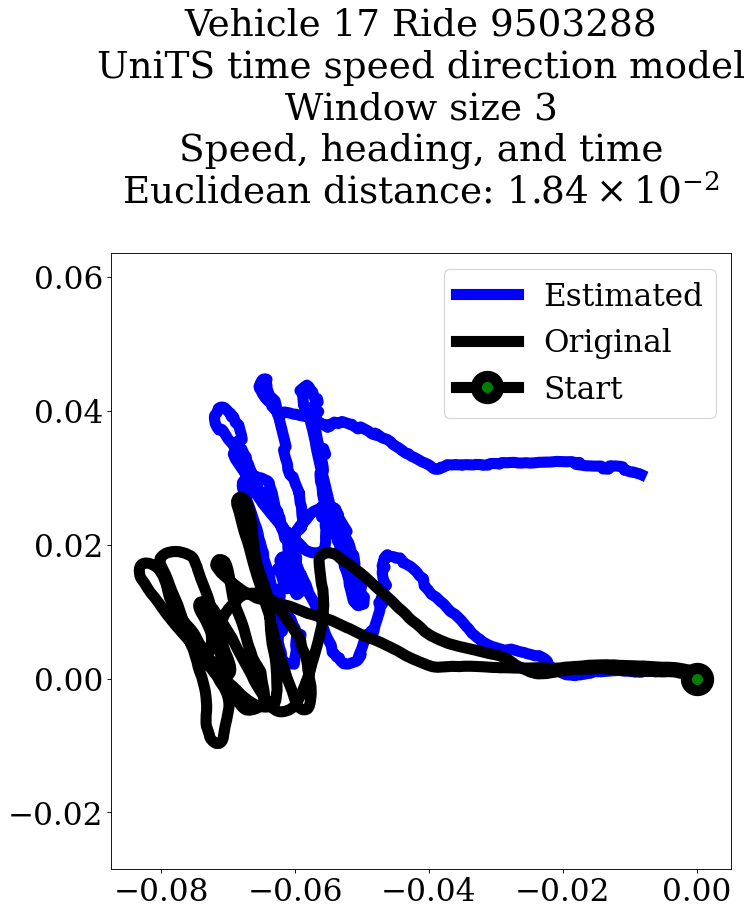 Vehicle 17 Ride 9503288
UniTS time speed direction model
Window size 3
Speed, heading, and time
Euclidean distance: 1.84 × 10⁻²
0.06
0.04
0.02
0.00
−0.02
Estimated
Original
Start
−0.08 −0.06 −0.04 −0.02 0.00